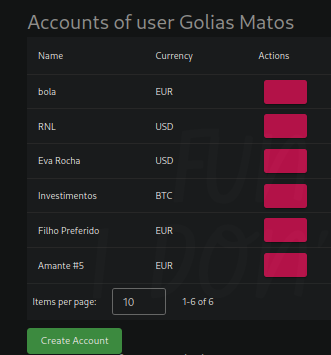 Accounts of user Golias Matos
Name Currency Actions
bola EUR
RNL USD
Eva Rocha USD
Investimentos BTC
Filho Preferido EUR
Amante #5 EUR
Items per page: 10 1-6 of 6
Create Account